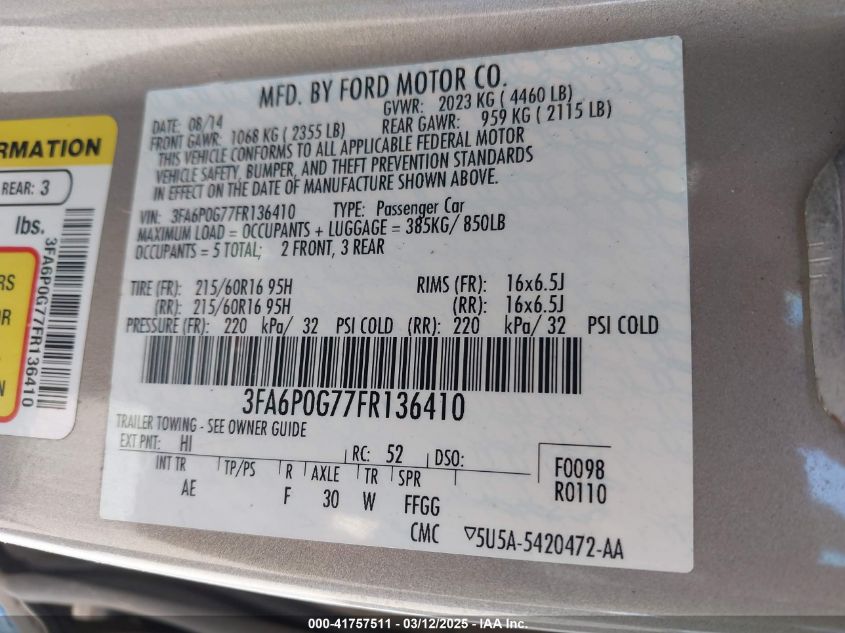 MFD. BY FORD MOTOR CO.
DATE: 08/14 GVWR: 2023 KG ( 4460 LB)
FRONT GAWR: 1068 KG ( 2355 LB) REAR GAWR: 959 KG ( 2115 LB)
THIS VEHICLE CONFORMS TO ALL APPLICABLE FEDERAL MOTOR
VEHICLE SAFETY, BUMPER, AND THEFT PREVENTION STANDARDS
IN EFFECT ON THE DATE OF MANUFACTURE SHOWN ABOVE.
VIN: 3FA6P0G77FR136410 TYPE: Passenger Car
MAXIMUM LOAD = OCCUPANTS + LUGGAGE = 385KG/ 850LB
OCCUPANTS = 5 TOTAL; 2 FRONT, 3 REAR
TIRE (FR): 215/60R16 95H RIMS (FR): 16x6.5J
(RR): 215/60R16 95H (RR): 16x6.5J
PRESSURE (FR): 220 kPa/ 32 PSI COLD (RR): 220 kPa/ 32 PSI COLD
3FA6P0G77FR136410
TRAILER TOWING - SEE OWNER GUIDE
EXT PNT: HI RC: 52 DSO:
INT TR TP/PS R AXLE TR SPR
AE F 30 W FFGG
F0098
R0110
CMC ▽5U5A-5420472-AA
RMATION
REAR: 3
lbs.
3FA6P0G77FR136410
RS
OR
N
000-41757511 - 03/12/2025 - IAA, Inc.